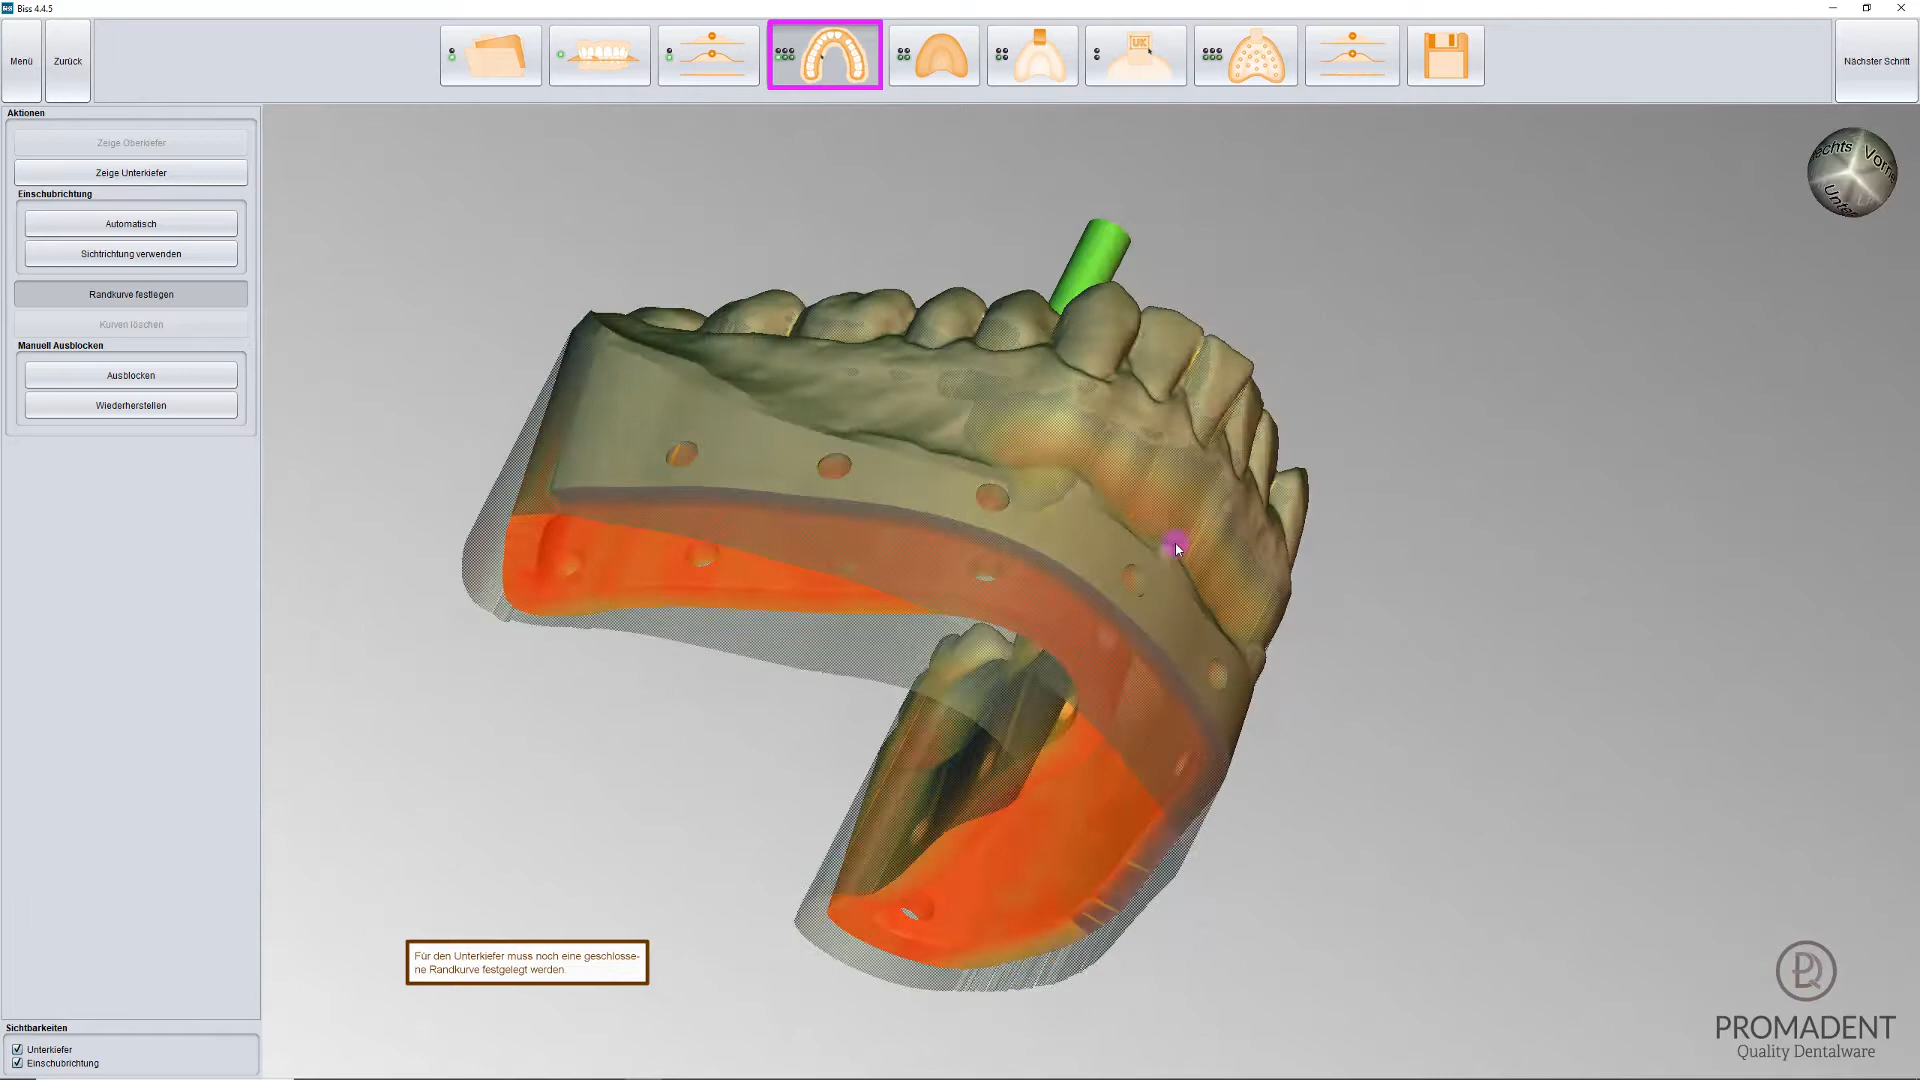 Biss 4.4.5
Menü
Zurück
UK
Nächster Schritt
Aktionen
Zeige Oberkiefer
Zeige Unterkiefer
Einschubrichtung
Automatisch
Sichtrichtung verwenden
Randkurve festlegen
Kurven löschen
Manuell Ausblocken
Ausblocken
Wiederherstellen
Vorne
Für den Unterkiefer muss noch eine geschlosse-
ne Randkurve festgelegt werden.
Sichtbarkeiten
Unterkiefer
Einschubrichtung
PROMADENT
Quality Dentalware